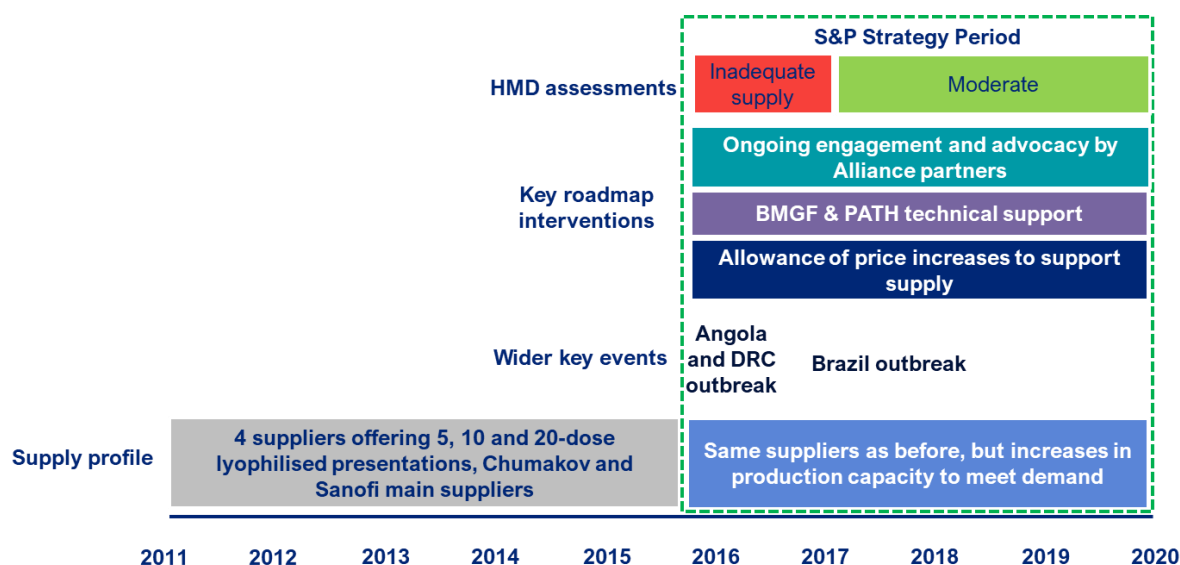 S&P Strategy Period
HMD assessments
Inadequate
supply
Moderate
Key roadmap
interventions
Ongoing engagement and advocacy by
Alliance partners
BMGF & PATH technical support
Allowance of price increases to support
supply
Wider key events
Angola
and DRC
outbreak
Brazil outbreak
Supply profile
4 suppliers offering 5, 10 and 20-dose
lyophilised presentations, Chumakov and
Sanofi main suppliers
Same suppliers as before, but increases in
production capacity to meet demand
2011 2012 2013 2014 2015 2016 2017 2018 2019 2020